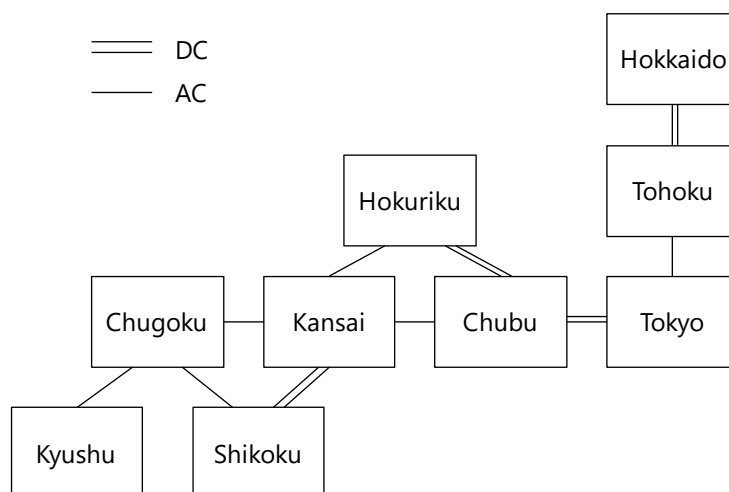 DC
AC
Hokkaido
Tohoku
Hokuriku
Chugoku
Kansai
Chubu
Tokyo
Kyushu
Shikoku